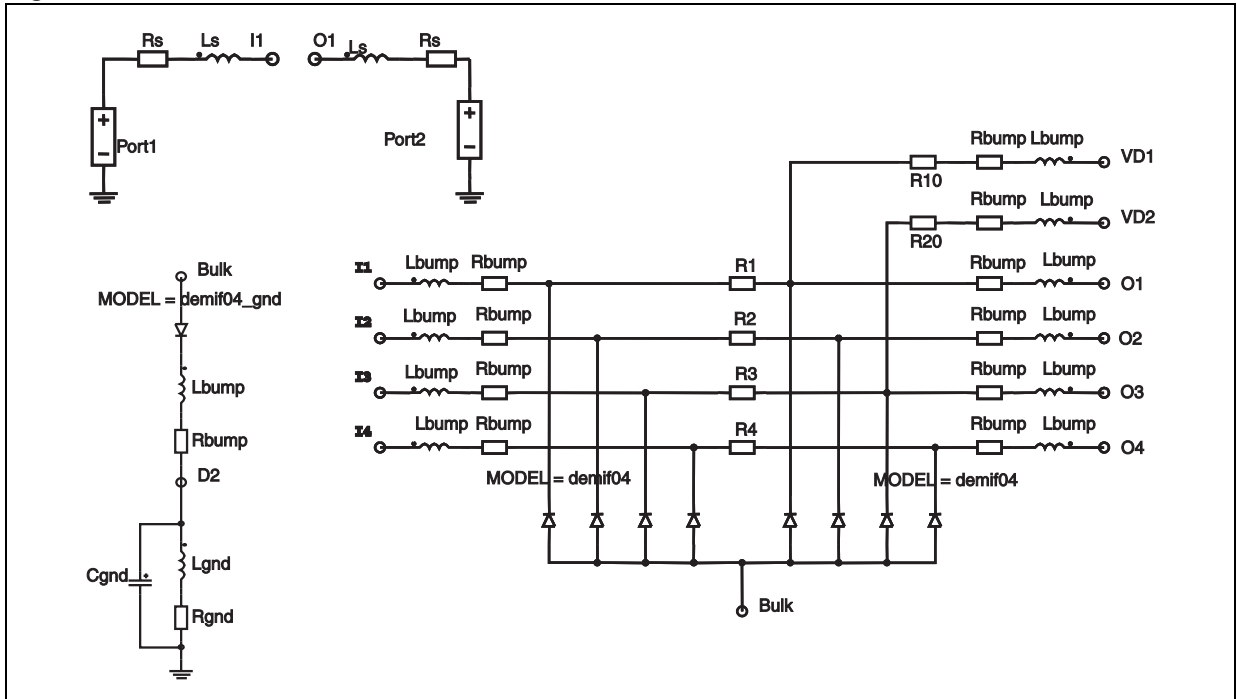 Rs Ls I1 O1 Ls Rs
Port1
Port2
Rbump Lbump VD1
R10
Rbump Lbump VD2
R20
I1 Lbump Rbump R1 Rbump Lbump O1
I2 Lbump Rbump R2 Rbump Lbump O2
I3 Lbump Rbump R3 Rbump Lbump O3
I4 Lbump Rbump R4 Rbump Lbump O4
MODEL = demif04
MODEL = demif04
Bulk
Bulk
MODEL = demif04_gnd
Lbump
Rbump
D2
Cgnd
Lgnd
Rgnd